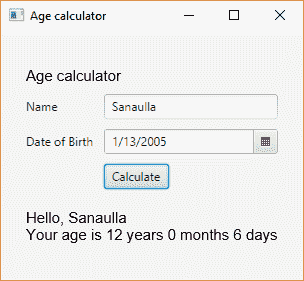 Age calculator
Age calculator
Name
Sanaulla
Date of Birth
1/13/2005
Calculate
Hello, Sanaulla
Your age is 12 years 0 months 6 days